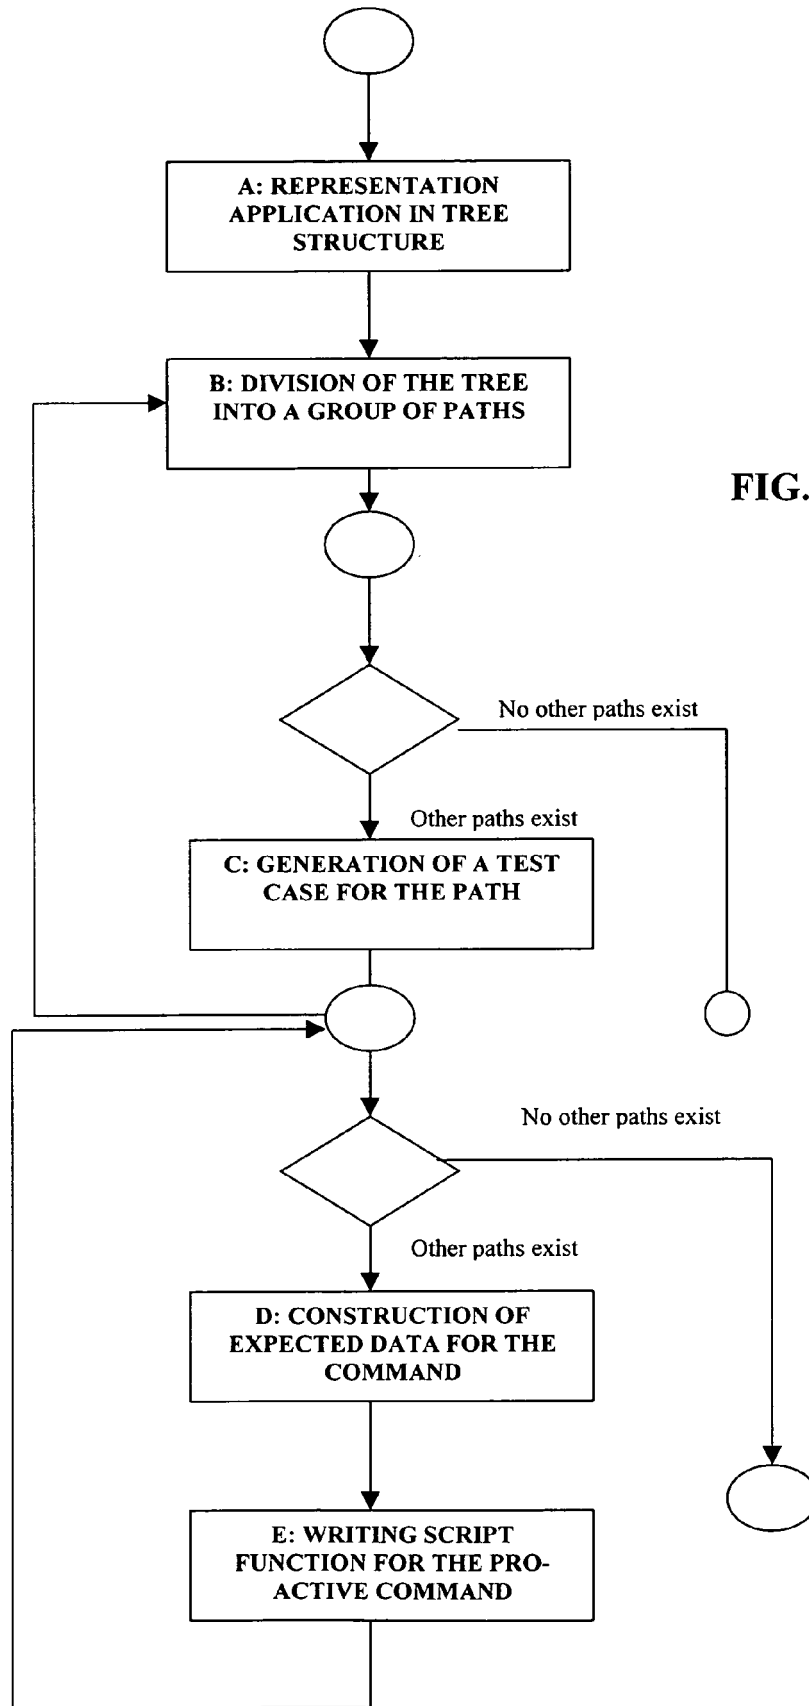 A: REPRESENTATION
APPLICATION IN TREE
STRUCTURE
B: DIVISION OF THE TREE
INTO A GROUP OF PATHS
FIG.
No other paths exist
Other paths exist
C: GENERATION OF A TEST
CASE FOR THE PATH
No other paths exist
Other paths exist
D: CONSTRUCTION OF
EXPECTED DATA FOR THE
COMMAND
E: WRITING SCRIPT
FUNCTION FOR THE PRO-
ACTIVE COMMAND